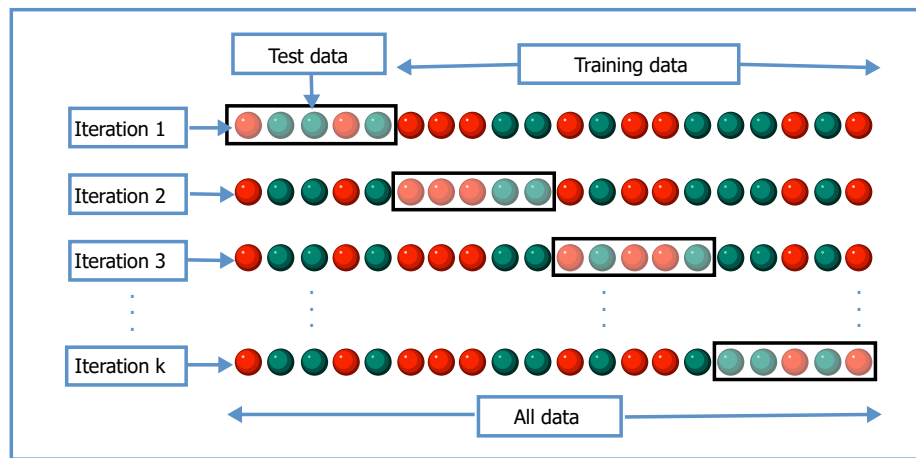 Test data
Training data
Iteration 1
Iteration 2
Iteration 3
Iteration k
All data